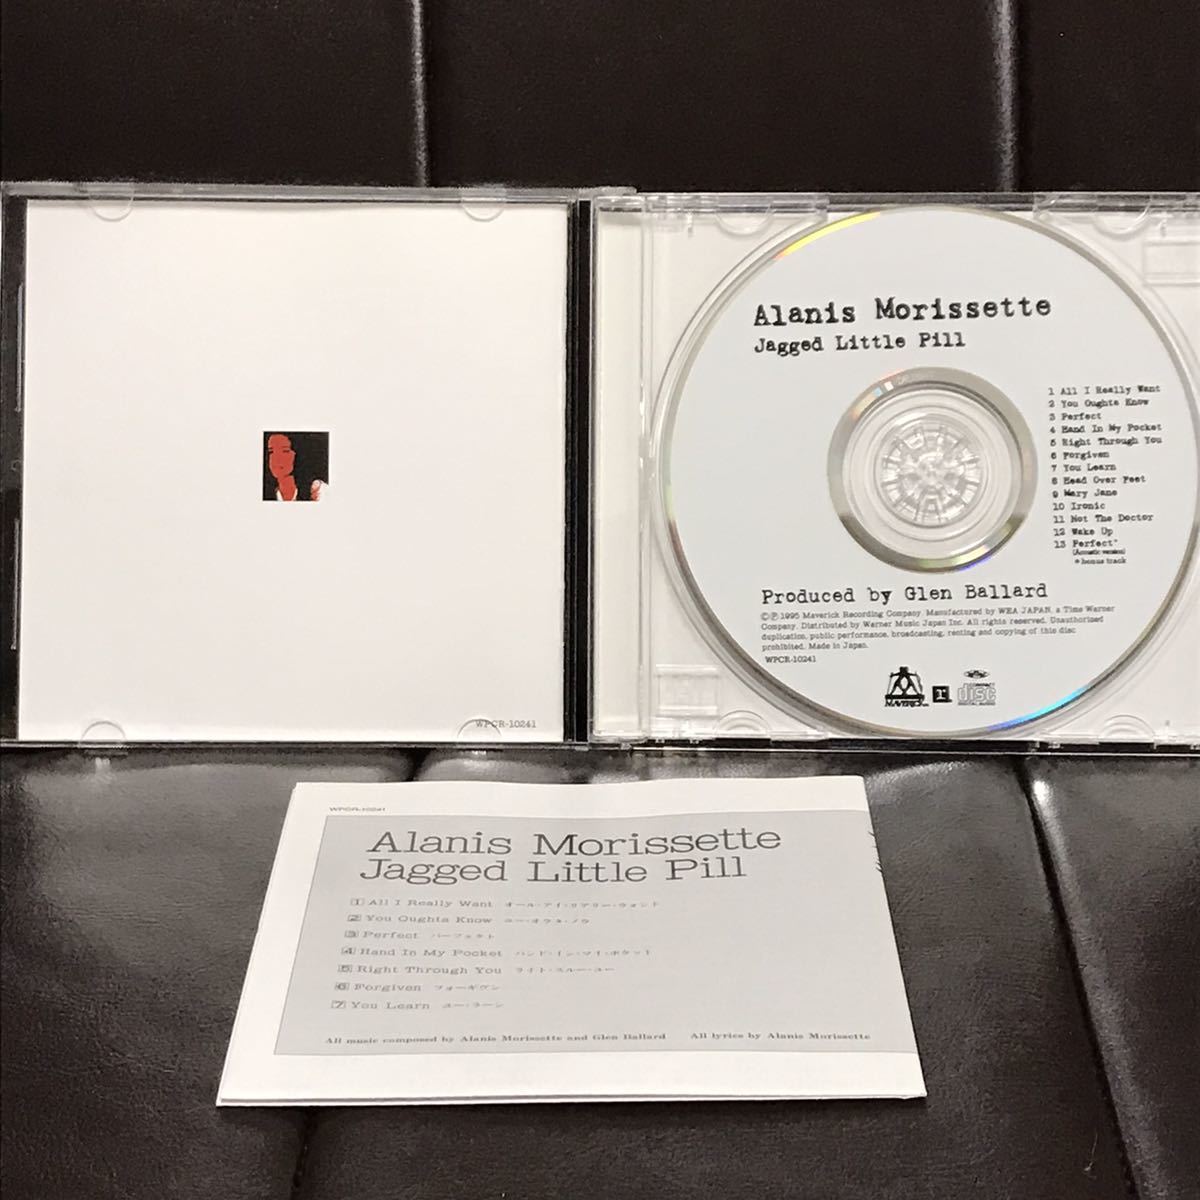 WPCR-10241
Alanis Morissette
Jagged Little Pill
1 All I Really Want
2 You Oughta Know
3 Perfect
4 Hand In My Pocket
5 Right Through You
6 Forgiven
7 You Learn
8 Head Over Feet
9 Mary Jane
10 Ironic
11 Not The Doctor
12 Wake Up
13 Perfect*
(Acoustic version)
*bonus track
Produced by Glen Ballard
©℗1995 Maverick Recording Company. Manufactured by WEA JAPAN, a Time Warner
Company. Distributed by Warner Music Japan Inc. All rights reserved. Unauthorized
duplication, public performance, broadcasting, renting and copying of this disc
prohibited. Made in Japan.
WPCR-10241
MAVERICK
r
COMPACT
disc
DIGITAL AUDIO
WPCR-10241
Alanis Morissette
Jagged Little Pill
1 All I Really Want オール・アイ・リアリー・ウォント
2 You Oughta Know ユー・オウタ・ノウ
3 Perfect パーフェクト
4 Hand In My Pocket ハンド・イン・マイ・ポケット
5 Right Through You ライト・スルー・ユー
6 Forgiven フォーギヴン
7 You Learn ユー・ラーン
All music composed by Alanis Morissette and Glen Ballard All lyrics by Alanis Morissette